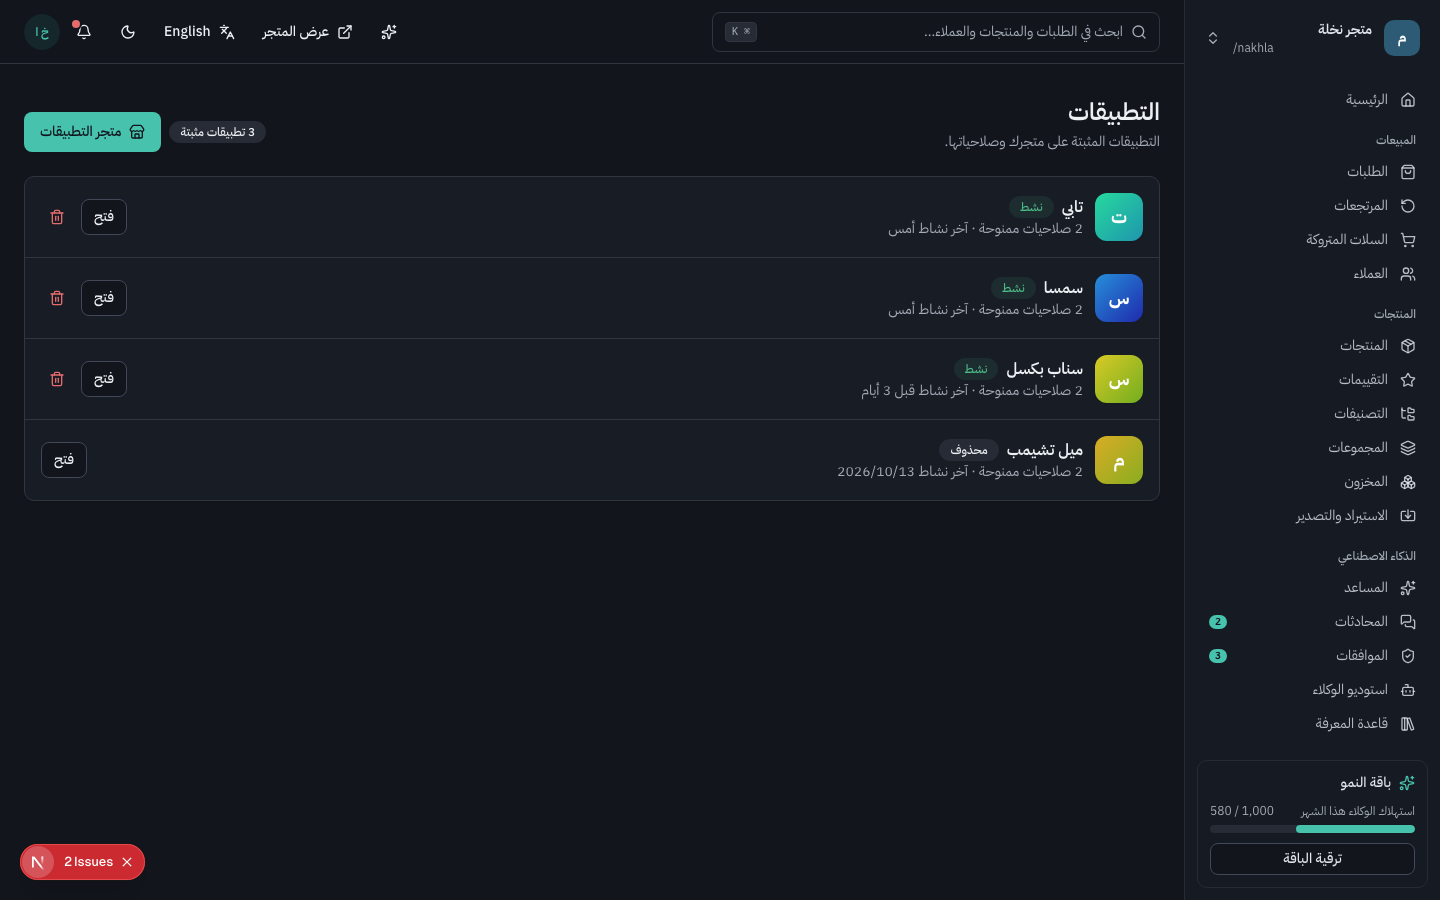 م
متجر نخلة
/nakhla
ابحث في الطلبات والمنتجات والعملاء...
⌘ K
عرض المتجر
English
خ ا
الرئيسية
المبيعات
الطلبات
المرتجعات
السلات المتروكة
العملاء
المنتجات
المنتجات
التقييمات
التصنيفات
المجموعات
المخزون
الاستيراد والتصدير
الذكاء الاصطناعي
المساعد
المحادثات
2
الموافقات
3
استوديو الوكلاء
قاعدة المعرفة
باقة النمو
استهلاك الوكلاء هذا الشهر
580 / 1,000
ترقية الباقة
التطبيقات
التطبيقات المثبتة على متجرك وصلاحياتها.
3 تطبيقات مثبتة
متجر التطبيقات
ت
تابي
نشط
2 صلاحيات ممنوحة · آخر نشاط أمس
فتح
س
سمسا
نشط
2 صلاحيات ممنوحة · آخر نشاط أمس
فتح
س
سناب بكسل
نشط
2 صلاحيات ممنوحة · آخر نشاط قبل 3 أيام
فتح
م
ميل تشيمب
محذوف
2 صلاحيات ممنوحة · آخر نشاط 2026/10/13
فتح
N
2 Issues